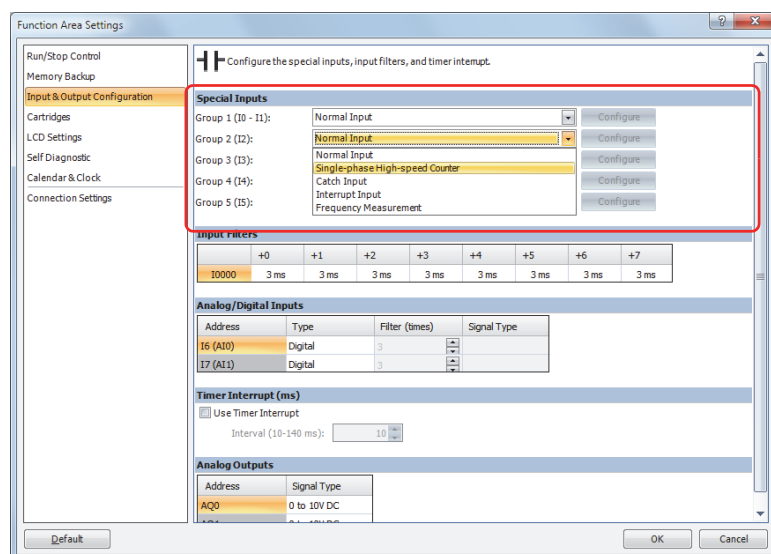 Function Area Settings
Run/Stop Control
Memory Backup
Input & Output Configuration
Cartridges
LCD Settings
Self Diagnostic
Calendar & Clock
Connection Settings
Configure the special inputs, input filters, and timer interrupt.
Special Inputs
Group 1 (I0 - I1): Normal Input Configure
Group 2 (I2): Normal Input Configure
Normal Input
Group 3 (I3): Configure
Single-phase High-speed Counter
Group 4 (I4): Catch Input Configure
Interrupt Input
Group 5 (I5): Configure
Frequency Measurement
Input Filters
+0 +1 +2 +3 +4 +5 +6 +7
I0000 3 ms 3 ms 3 ms 3 ms 3 ms 3 ms 3 ms 3 ms
Analog/Digital Inputs
Address Type Filter (times) Signal Type
I6 (AI0) Digital 3
I7 (AI1) Digital 3
Timer Interrupt (ms)
Use Timer Interrupt
Interval (10-140 ms): 10
Analog Outputs
Address Signal Type
AQ0 0 to 10V DC
Default OK Cancel